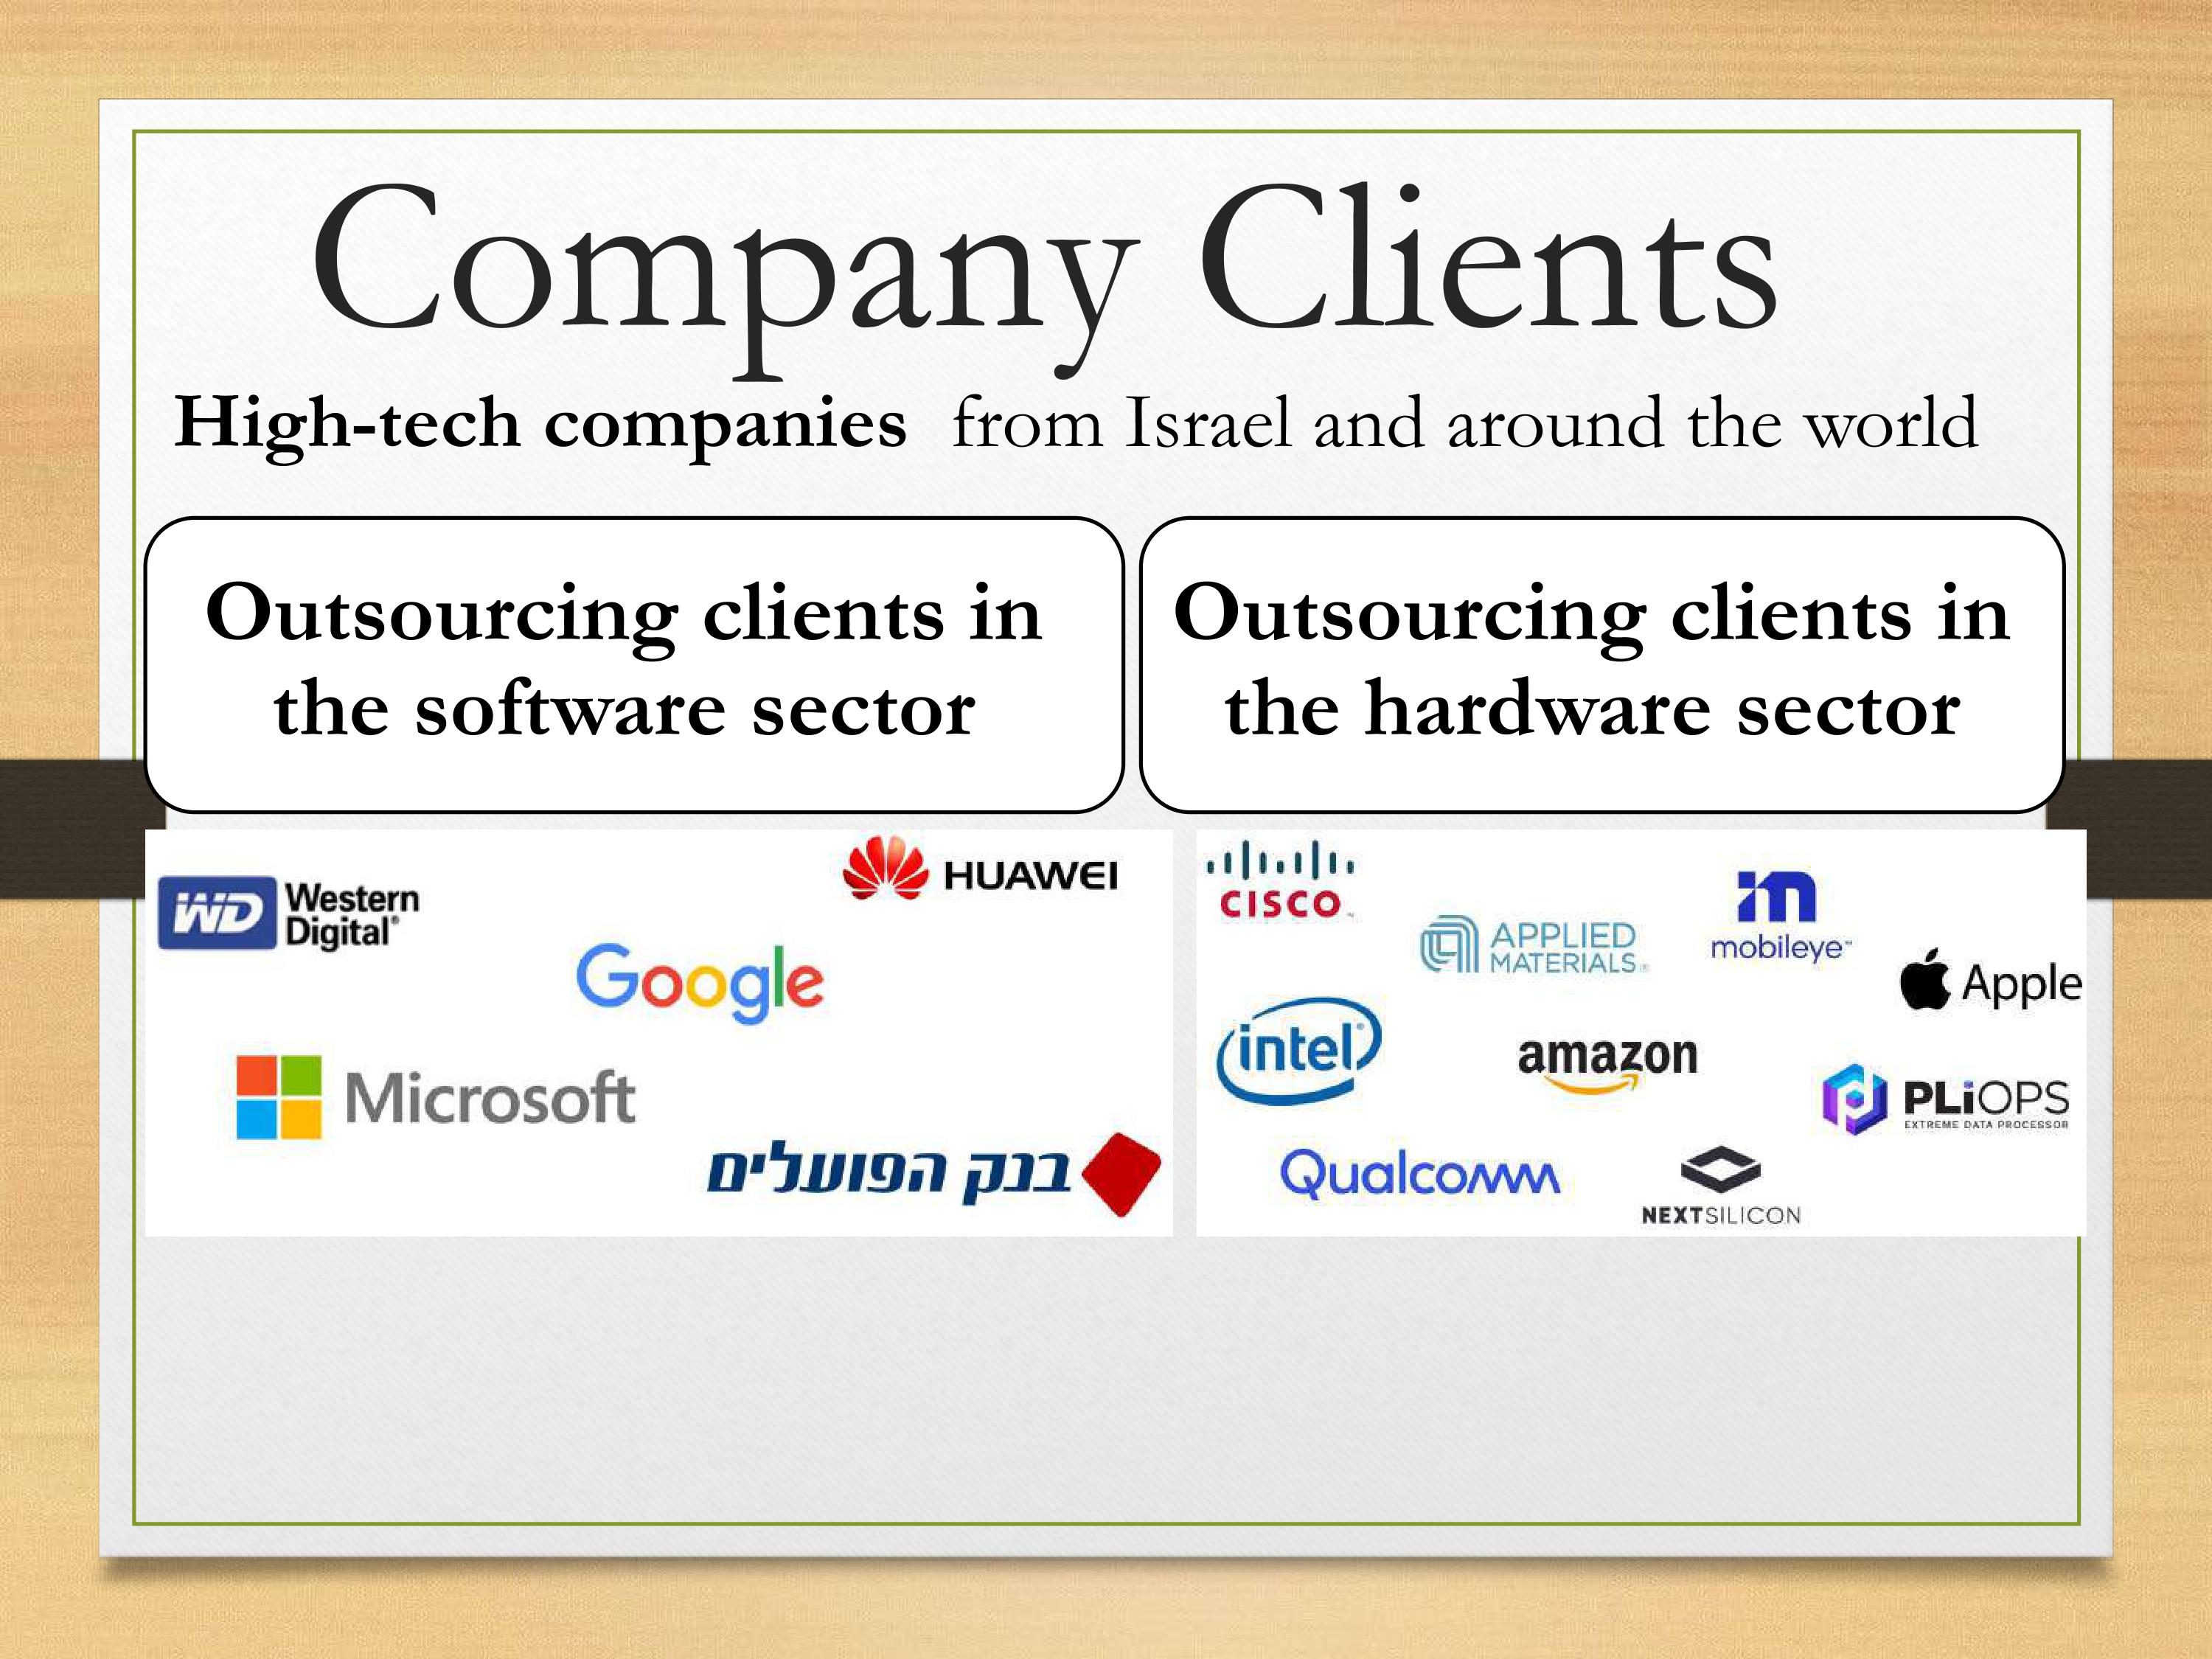 Company Clients
High-tech companies from Israel and around the world
Outsourcing clients in
the software sector
Outsourcing clients in
the hardware sector
WD Western
Digital®
HUAWEI
Google
Microsoft
בנק הפועלים
CISCO™
APPLIED
MATERIALS®
mobileye™
Apple
intel®
amazon
PLiOPS
EXTREME DATA PROCESSOR
Qualcomm
NEXTSILICON